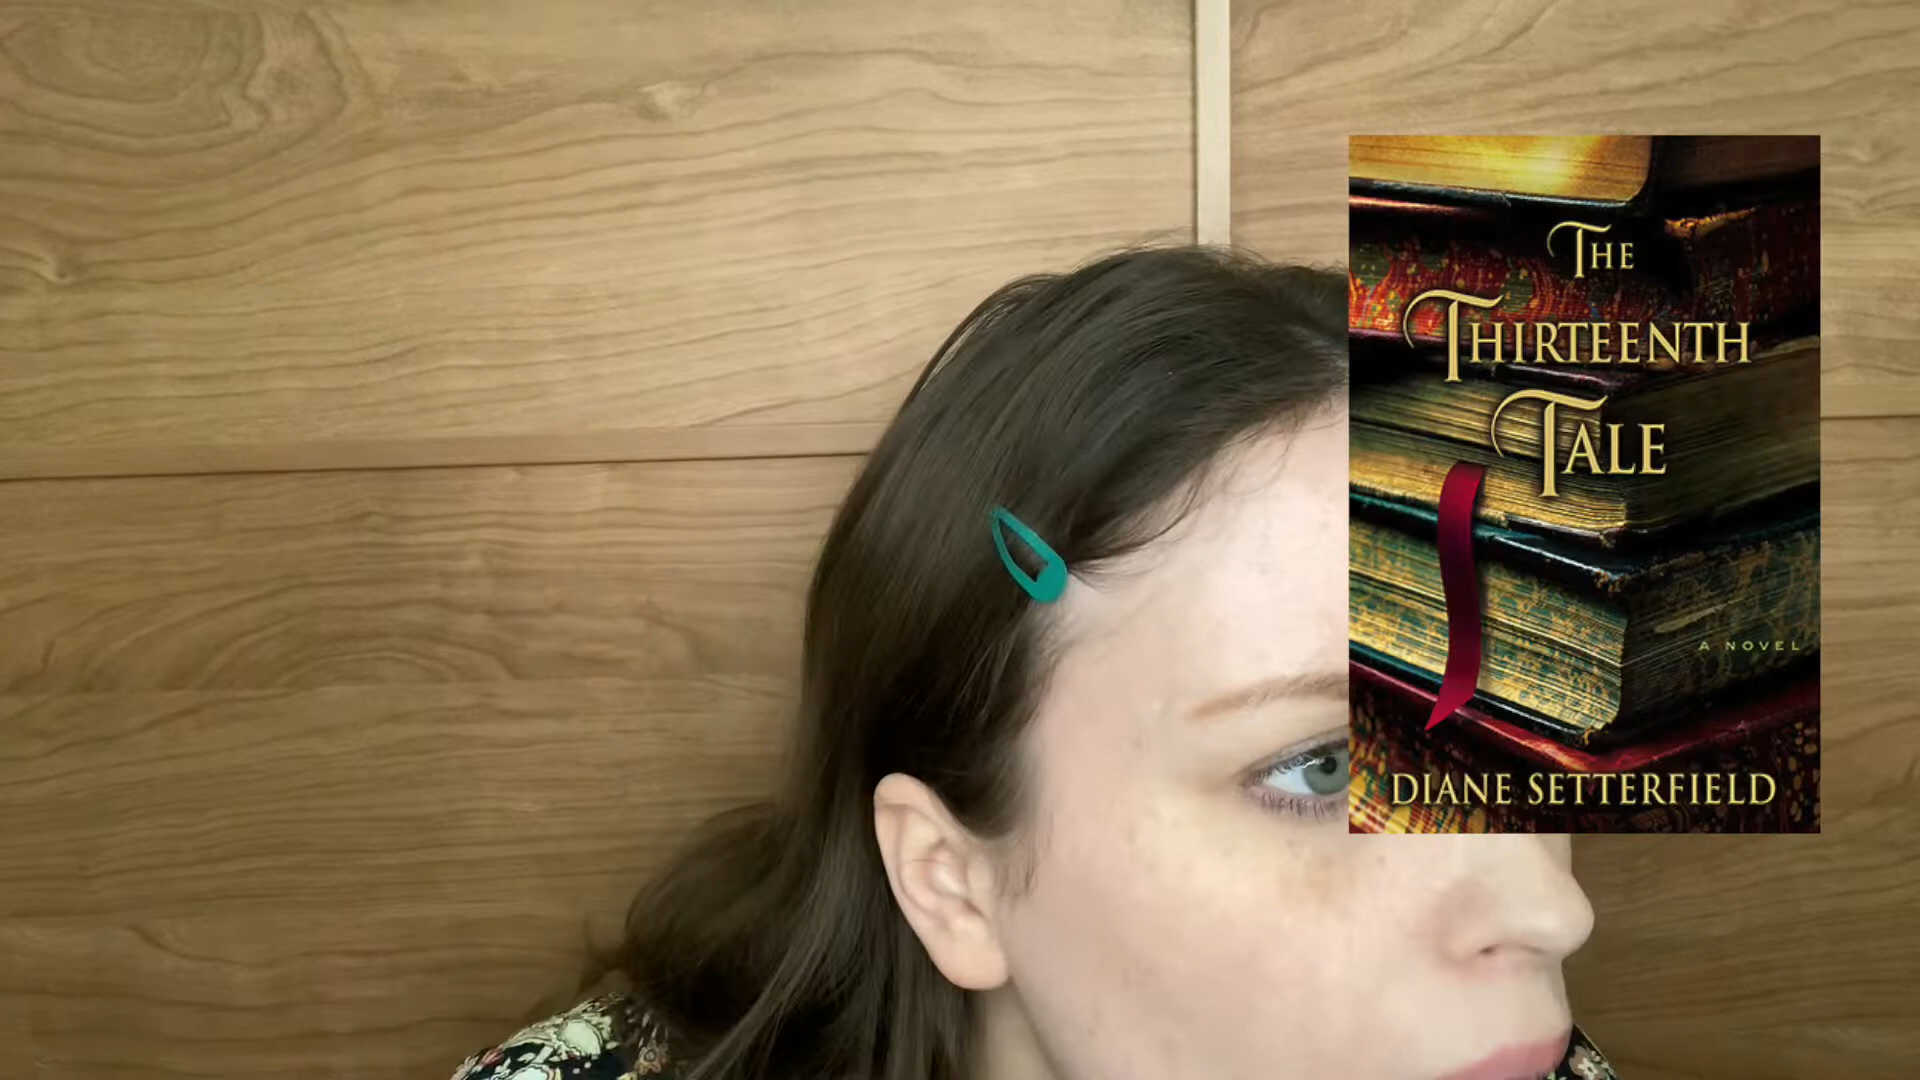 THE
THIRTEENTH
TALE
A NOVEL
DIANE SETTERFIELD